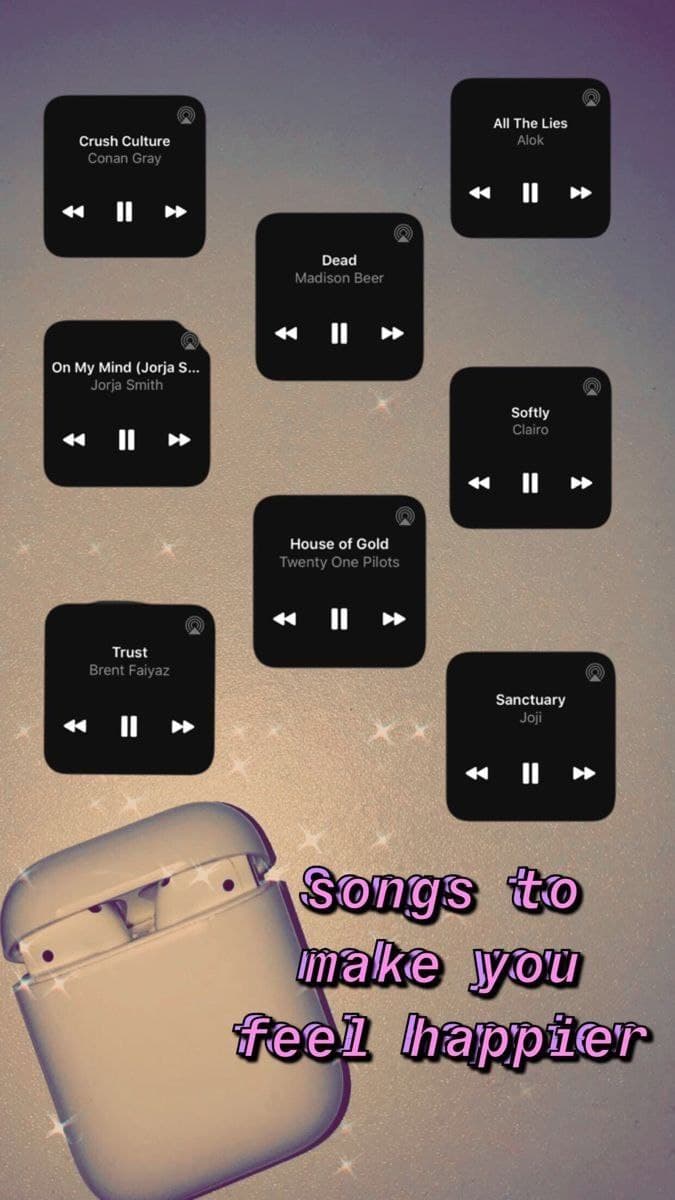 Crush Culture
Conan Gray
All The Lies
Alok
Dead
Madison Beer
On My Mind (Jorja S...
Jorja Smith
Softly
Clairo
House of Gold
Twenty One Pilots
Trust
Brent Faiyaz
Sanctuary
Joji
Songs to
make you
feel happier